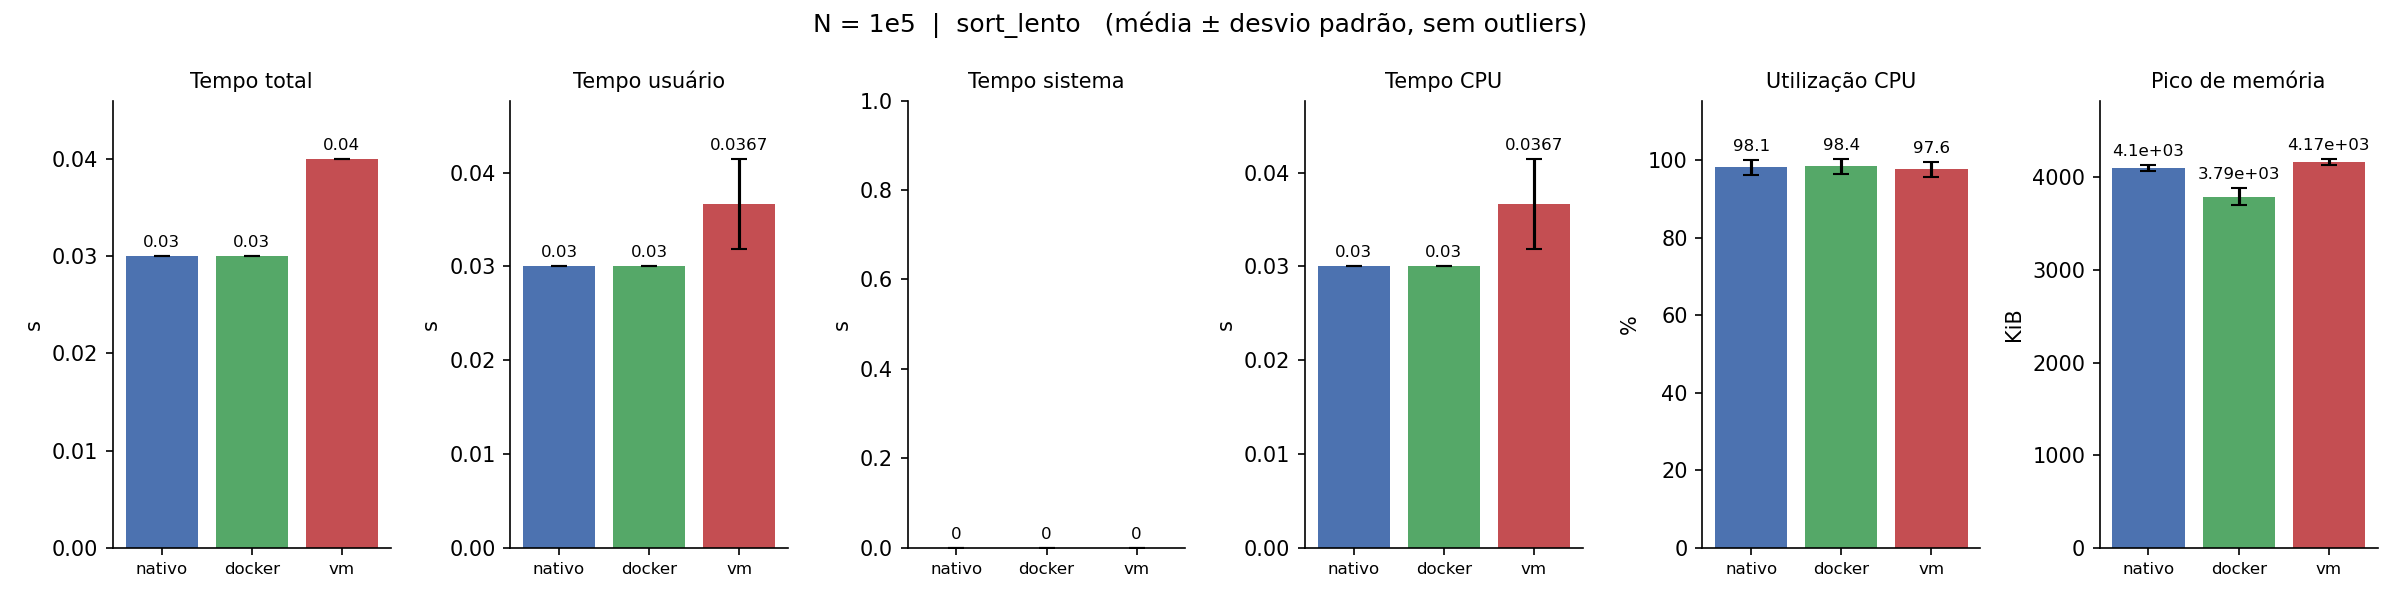 N = 1e5 | sort_lento (média ± desvio padrão, sem outliers)
Tempo total
0.04
0.03
0.02
0.01
0.00
s
0.03
0.03
0.04
nativo
docker
vm
Tempo usuário
0.04
0.03
0.02
0.01
0.00
s
0.03
0.03
0.0367
nativo
docker
vm
Tempo sistema
1.0
0.8
0.6
0.4
0.2
0.0
s
0
0
0
nativo
docker
vm
Tempo CPU
0.04
0.03
0.02
0.01
0.00
s
0.03
0.03
0.0367
nativo
docker
vm
Utilização CPU
100
80
60
40
20
0
%
98.1
98.4
97.6
nativo
docker
vm
Pico de memória
4000
3000
2000
1000
0
KiB
4.1e+03
3.79e+03
4.17e+03
nativo
docker
vm